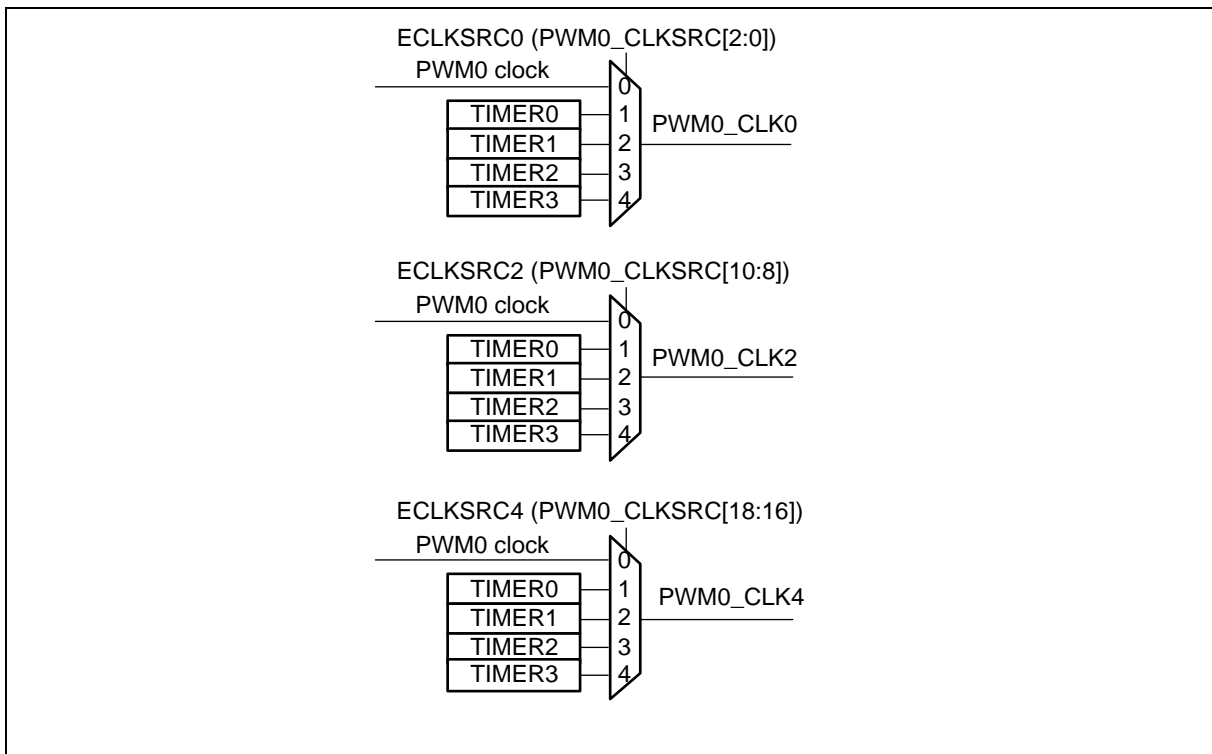 ECLKSRC0 (PWM0_CLKSRC[2:0])
PWM0 clock
0
TIMER0
1
PWM0_CLK0
TIMER1
2
TIMER2
3
TIMER3
4
ECLKSRC2 (PWM0_CLKSRC[10:8])
PWM0 clock
0
TIMER0
1
PWM0_CLK2
TIMER1
2
TIMER2
3
TIMER3
4
ECLKSRC4 (PWM0_CLKSRC[18:16])
PWM0 clock
0
TIMER0
1
PWM0_CLK4
TIMER1
2
TIMER2
3
TIMER3
4